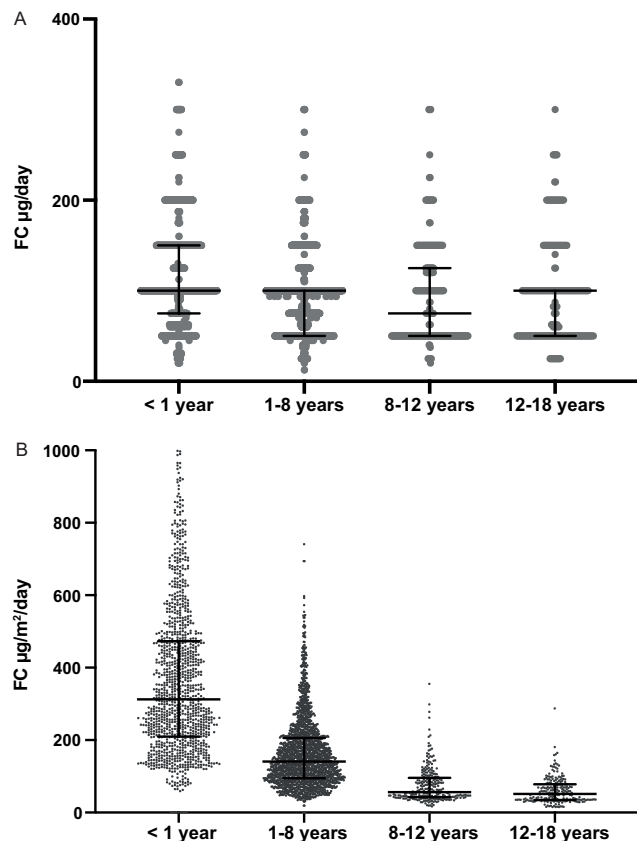 A
400
200
0
FC µg/day
< 1 year 1-8 years 8-12 years 12-18 years
B
1000
800
600
400
200
0
FC µg/m²/day
< 1 year 1-8 years 8-12 years 12-18 years